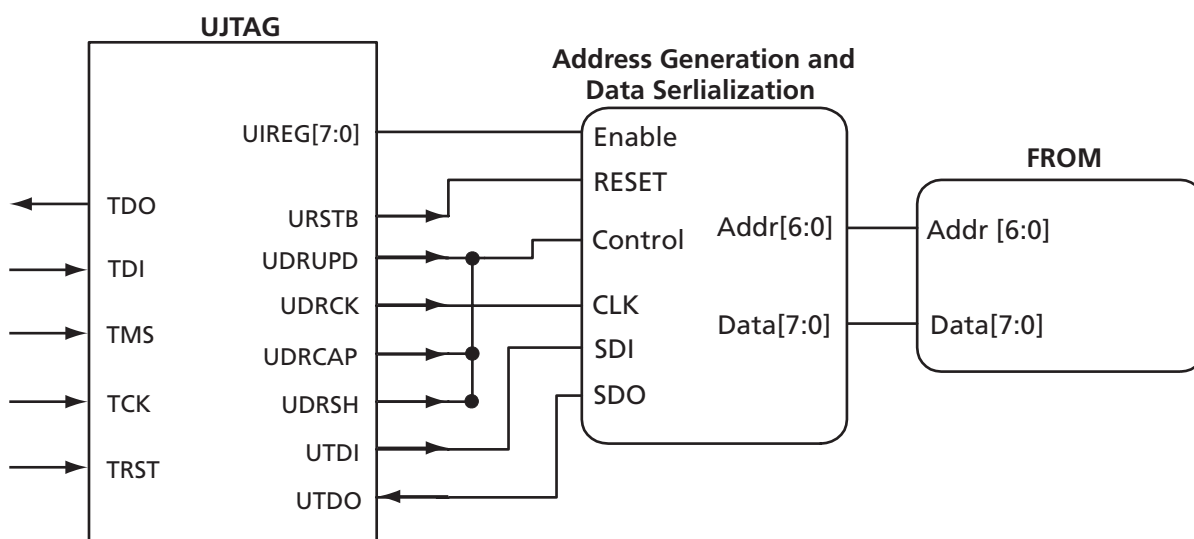 UJTAG
Address Generation and
Data Serlialization
FROM
UIREG[7:0]
TDO
URSTB
TDI
UDRUPD
UDRCK
TMS
UDRCAP
TCK
UDRSH
UTDI
TRST
UTDO
Enable
RESET
Control
CLK
SDI
SDO
Addr[6:0]
Data[7:0]
Addr [6:0]
Data[7:0]